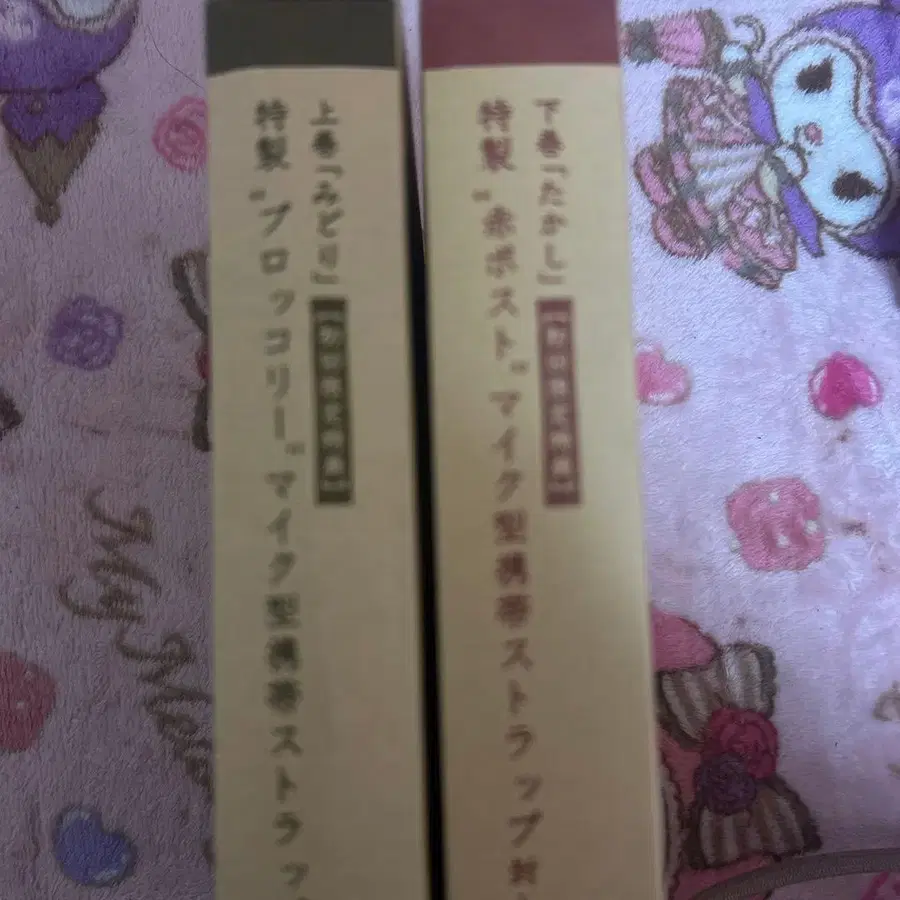 下巻「たかし」【初回限定特典】
特製 "赤ポスト"マイク型携帯ストラップ封
上巻「みどり」【初回限定特典】
特製 "ブロッコリー"マイク型携帯ストラッ
My Melo